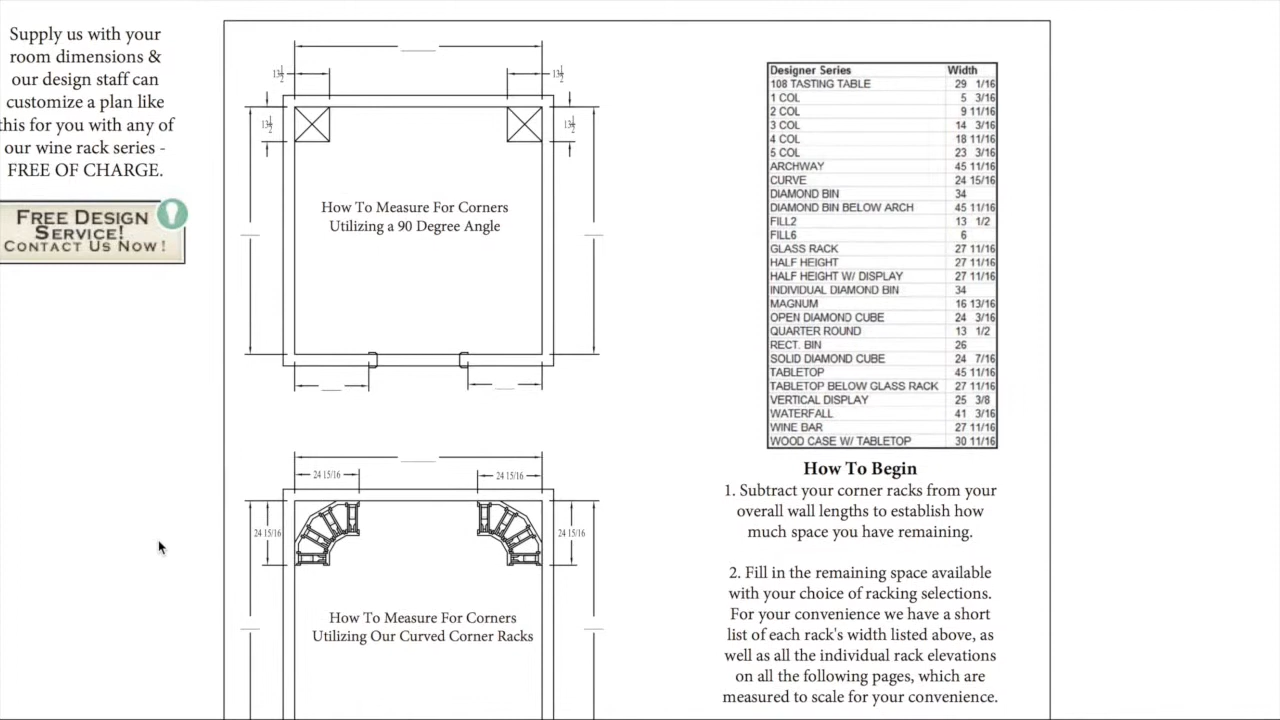 Supply us with your
room dimensions &
our design staff can
customize a plan like
this for you with any of
our wine rack series -
FREE OF CHARGE.
FREE DESIGN
SERVICE!
CONTACT US NOW!
13 1/2
13 1/2
13 1/2
13 1/2
How To Measure For Corners
Utilizing a 90 Degree Angle
24 15/16
24 15/16
24 15/16
24 15/16
How To Measure For Corners
Utilizing Our Curved Corner Racks
Designer Series Width
108 TASTING TABLE 29 1/16
1 COL 5 3/16
2 COL 9 11/16
3 COL 14 3/16
4 COL 18 11/16
5 COL 23 3/16
ARCHWAY 45 11/16
CURVE 24 15/16
DIAMOND BIN 34
DIAMOND BIN BELOW ARCH 45 11/16
FILL2 13 1/2
FILL6 6
GLASS RACK 27 11/16
HALF HEIGHT 27 11/16
HALF HEIGHT W/ DISPLAY 27 11/16
INDIVIDUAL DIAMOND BIN 34
MAGNUM 16 13/16
OPEN DIAMOND CUBE 24 3/16
QUARTER ROUND 13 1/2
RECT. BIN 26
SOLID DIAMOND CUBE 24 7/16
TABLETOP 45 11/16
TABLETOP BELOW GLASS RACK 27 11/16
VERTICAL DISPLAY 25 3/8
WATERFALL 41 3/16
WINE BAR 27 11/16
WOOD CASE W/ TABLETOP 30 11/16
How To Begin
1. Subtract your corner racks from your
overall wall lengths to establish how
much space you have remaining.
2. Fill in the remaining space available
with your choice of racking selections.
For your convenience we have a short
list of each rack's width listed above, as
well as all the individual rack elevations
on all the following pages, which are
measured to scale for your convenience.